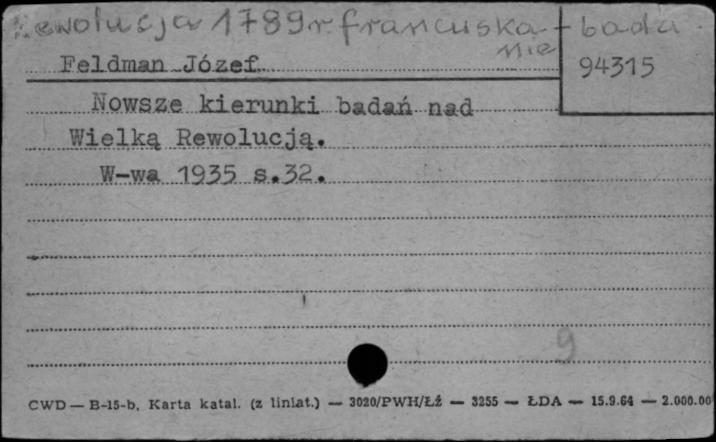 Rewolucja 1789 r. francuska - bada
nie
Feldman Józef
94315
Nowsze kierunki badań nad
Wielką Rewolucją.
W-wa 1935 s.32.
9
CWD — B-15-b, Karta katal. (z liniat.) — 3020/PWH/Łż — 3255 — ŁDA — 15.9.64 — 2.000.00